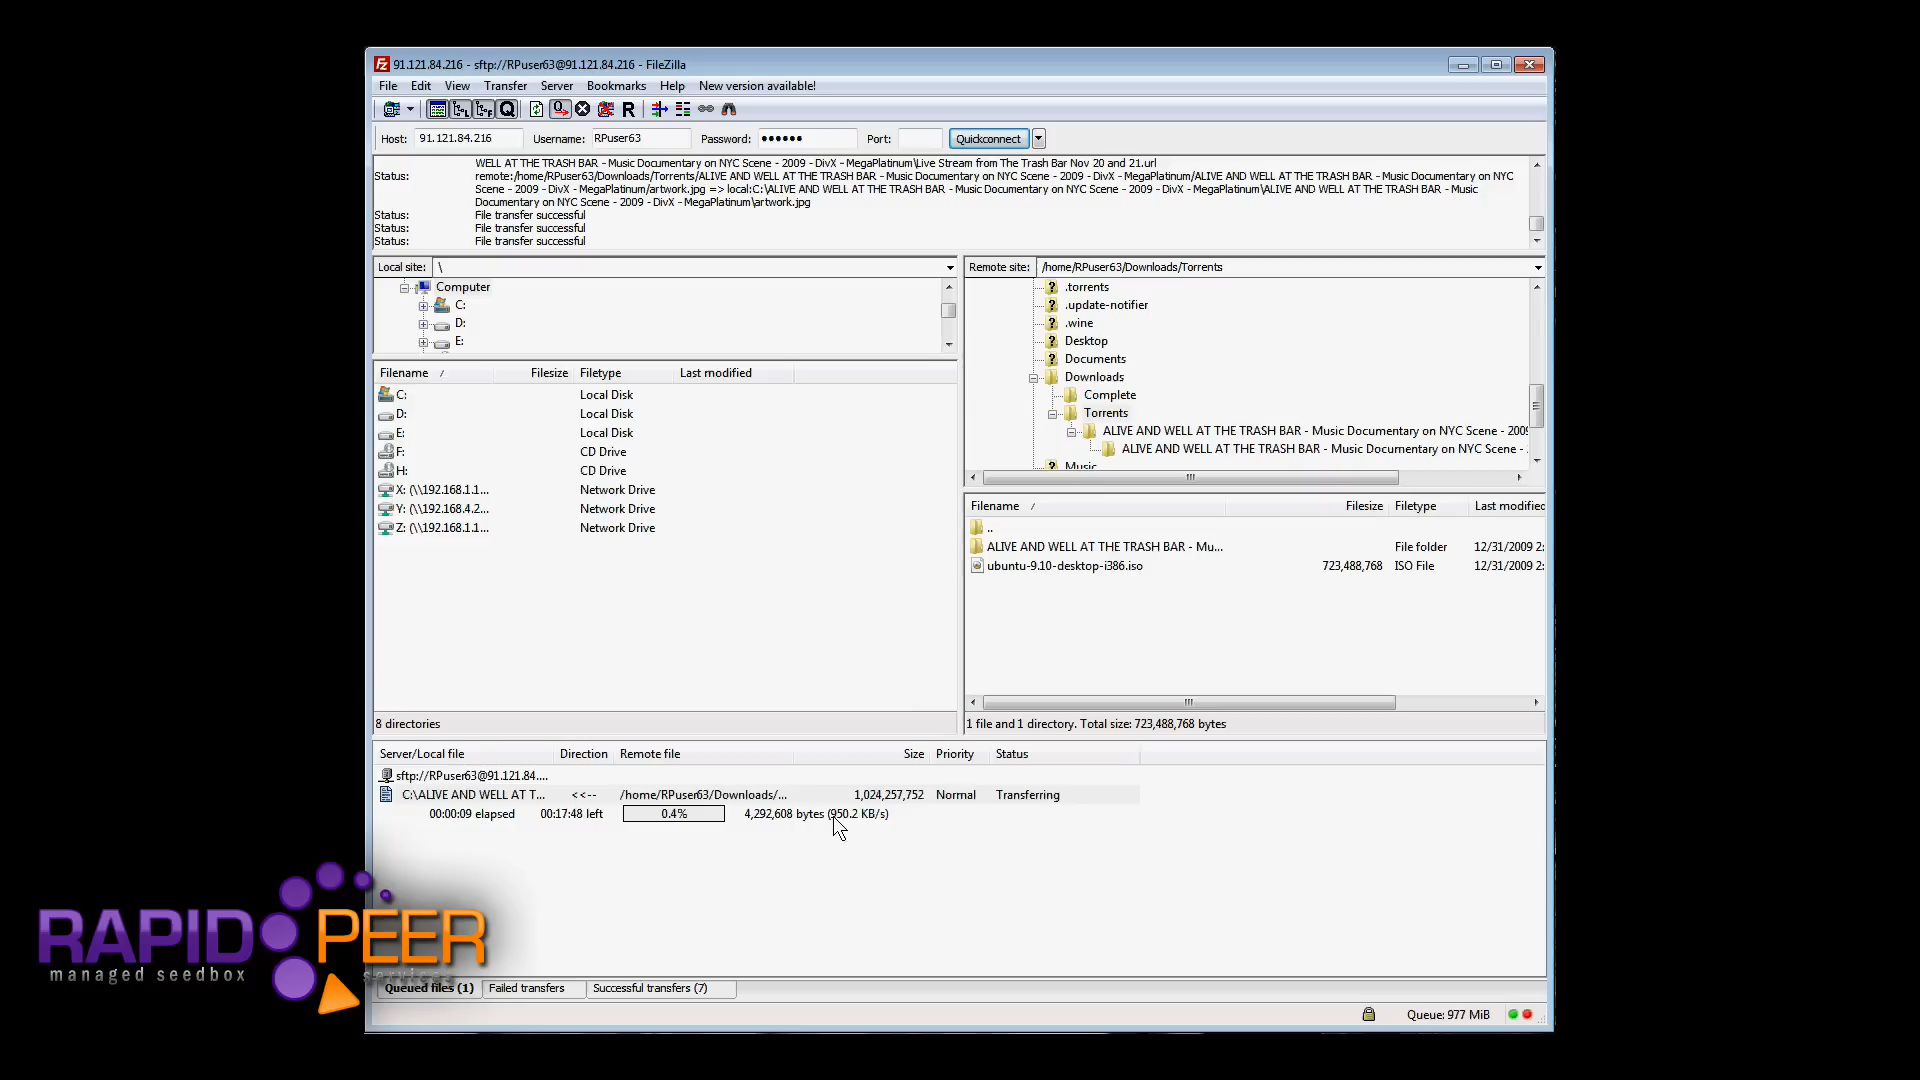 91.121.84.216 - sftp://RPuser63@91.121.84.216 - FileZilla
File Edit View Transfer Server Bookmarks Help New version available!
Host: 91.121.84.216 Username: RPuser63 Password: •••••• Port: Quickconnect
WELL AT THE TRASH BAR - Music Documentary on NYC Scene - 2009 - DivX - MegaPlatinum\Live Stream from The Trash Bar Nov 20 and 21.url
Status: remote:/home/RPuser63/Downloads/Torrents/ALIVE AND WELL AT THE TRASH BAR - Music Documentary on NYC Scene - 2009 - DivX - MegaPlatinum/ALIVE AND WELL AT THE TRASH BAR - Music Documentary on NYC
Scene - 2009 - DivX - MegaPlatinum/artwork.jpg => local:C:\ALIVE AND WELL AT THE TRASH BAR - Music Documentary on NYC Scene - 2009 - DivX - MegaPlatinum\ALIVE AND WELL AT THE TRASH BAR - Music
Documentary on NYC Scene - 2009 - DivX - MegaPlatinum\artwork.jpg
Status: File transfer successful
Status: File transfer successful
Status: File transfer successful
Local site: \
Computer
C:
D:
E:
Filename / Filesize Filetype Last modified
C: Local Disk
D: Local Disk
E: Local Disk
F: CD Drive
H: CD Drive
X: (\\192.168.1.1... Network Drive
Y: (\\192.168.4.2... Network Drive
Z: (\\192.168.1.1... Network Drive
8 directories
Remote site: /home/RPuser63/Downloads/Torrents
.torrents
.update-notifier
.wine
Desktop
Documents
Downloads
Complete
Torrents
ALIVE AND WELL AT THE TRASH BAR - Music Documentary on NYC Scene - 2009
ALIVE AND WELL AT THE TRASH BAR - Music Documentary on NYC Scene -
Music
Filename / Filesize Filetype Last modified
..
ALIVE AND WELL AT THE TRASH BAR - Mu... File folder 12/31/2009 2:
ubuntu-9.10-desktop-i386.iso 723,488,768 ISO File 12/31/2009 2:
1 file and 1 directory. Total size: 723,488,768 bytes
Server/Local file Direction Remote file Size Priority Status
sftp://RPuser63@91.121.84....
C:\ALIVE AND WELL AT T... <<-- /home/RPuser63/Downloads/... 1,024,257,752 Normal Transferring
00:00:09 elapsed 00:17:48 left 0.4% 4,292,608 bytes (950.2 KB/s)
RAPID PEER
managed seedbox services
Queued files (1) Failed transfers Successful transfers (7)
Queue: 977 MiB